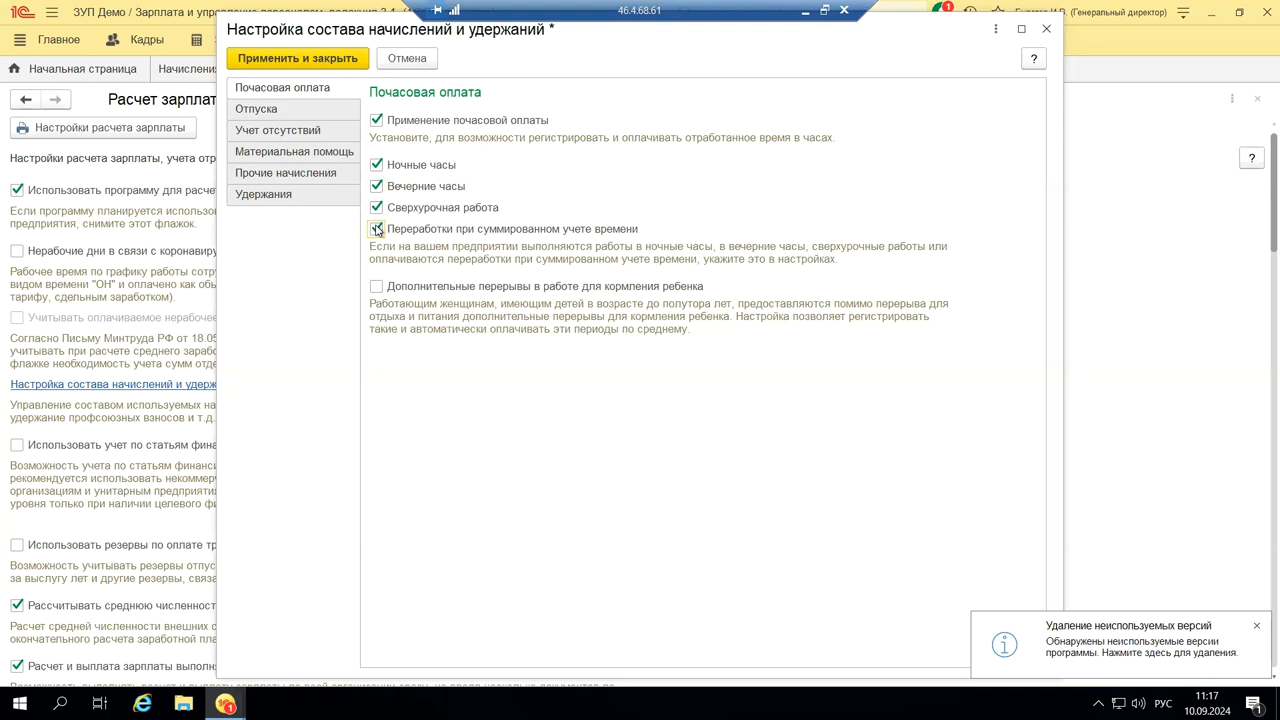 ЗУП Демо / Зарплата и управление персоналом, редакция 3.1
46.4.68.61
(Генеральный директор)
1
Главное
Кадры
Начальная страница
Начисления
Расчет зарплат
Настройки расчета зарплаты
Настройки расчета зарплаты, учета отр
Использовать программу для расчет
Если программу планируется использо
предприятия, снимите этот флажок.
Нерабочие дни в связи с коронавиру
Рабочее время по графику работы сотру
видом времени "ОН" и оплачено как обы
тарифу, сдельным заработком).
Учитывать оплачиваемое нерабочее
Согласно Письму Минтруда РФ от 18.05
учитывать при расчете среднего зарабо
флажке необходимость учета сумм отде
Настройка состава начислений и удерж
Управление составом используемых на
удержание профсоюзных взносов и т.д.
Использовать учет по статьям фина
Возможность учета по статьям финанси
рекомендуется использовать некоммер
организациям и унитарным предприятия
уровня только при наличии целевого фи
Использовать резервы по оплате тр
Возможность учитывать резервы отпус
за выслугу лет и другие резервы, связа
Рассчитывать среднюю численност
Расчет средней численности внешних с
окончательного расчета заработной пла
Расчет и выплата зарплаты выполня
Настройка состава начислений и удержаний *
Применить и закрыть
Отмена
?
?
Почасовая оплата
Отпуска
Учет отсутствий
Материальная помощь
Прочие начисления
Удержания
Почасовая оплата
Применение почасовой оплаты
Установите, для возможности регистрировать и оплачивать отработанное время в часах.
Ночные часы
Вечерние часы
Сверхурочная работа
Переработки при суммированном учете времени
Если на вашем предприятии выполняются работы в ночные часы, в вечерние часы, сверхурочные работы или
оплачиваются переработки при суммированном учете времени, укажите это в настройках.
Дополнительные перерывы в работе для кормления ребенка
Работающим женщинам, имеющим детей в возрасте до полутора лет, предоставляются помимо перерыва для
отдыха и питания дополнительные перерывы для кормления ребенка. Настройка позволяет регистрировать
такие и автоматически оплачивать эти периоды по среднему.
Удаление неиспользуемых версий
Обнаружены неиспользуемые версии
программы. Нажмите здесь для удаления.
РУС
11:17
10.09.2024
1